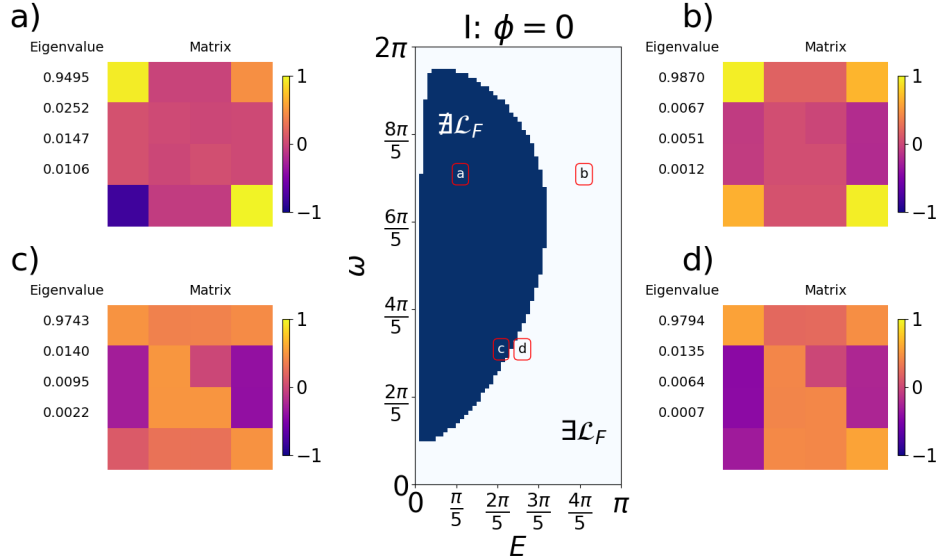 a)
Eigenvalue Matrix
0.9495
0.0252
0.0147
0.0106
1
0
−1
c)
Eigenvalue Matrix
0.9743
0.0140
0.0095
0.0022
1
0
−1
I: ϕ = 0
2π
8π/5
6π/5
4π/5
2π/5
0
ω
∄ℒ_F
a
b
c
d
∃ℒ_F
0 π/5 2π/5 3π/5 4π/5 π
E
b)
Eigenvalue Matrix
0.9870
0.0067
0.0051
0.0012
1
0
−1
d)
Eigenvalue Matrix
0.9794
0.0135
0.0064
0.0007
1
0
−1